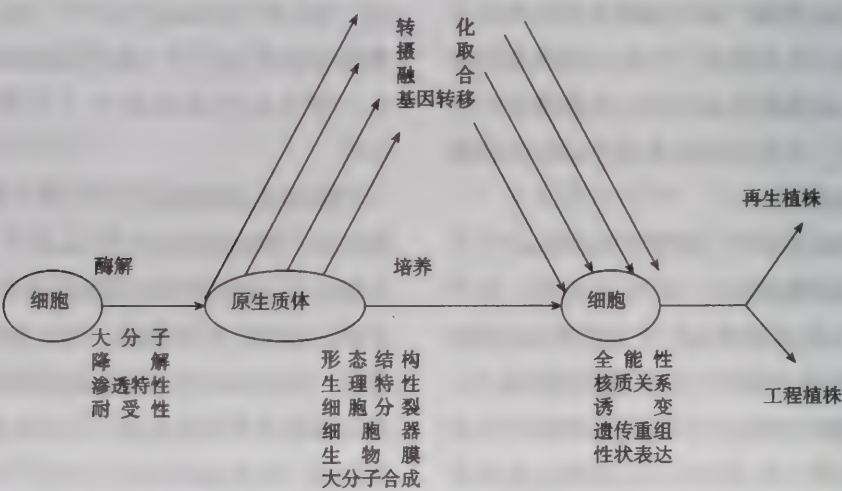 转化
摄取
融合
基因转移
再生植株
酶解
培养
细胞
原生质体
细胞
大分子
降解
渗透特性
耐受性
形态结构
生理特性
细胞分裂
细胞器
生物膜
大分子合成
全能性
核质关系
诱变
遗传重组
性状表达
工程植株